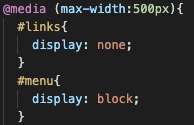 @media (max-width:500px){
  #links{
    display: none;
  }
  #menu{
    display: block;
  }